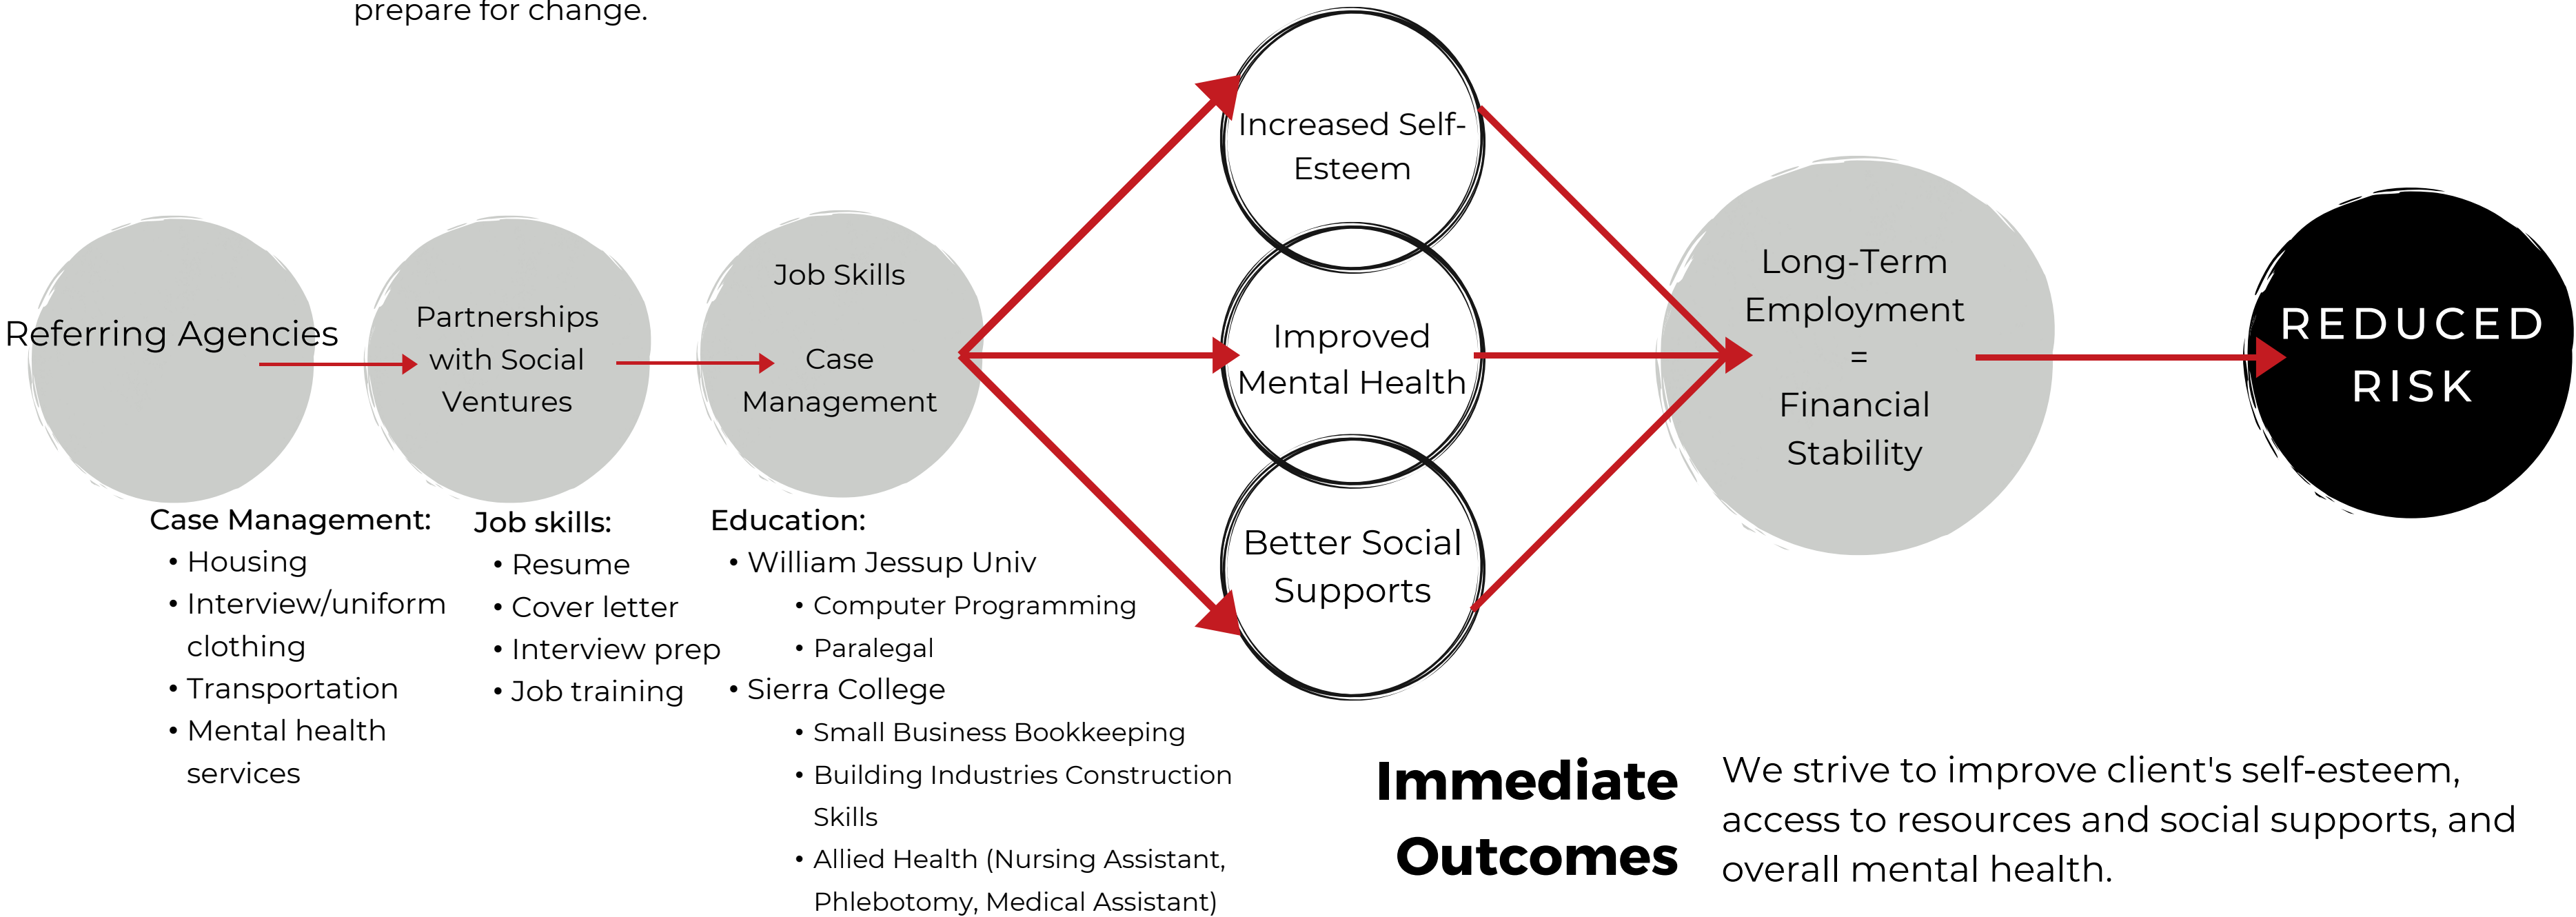 prepare for change.
Referring Agencies
Partnerships
with Social
Ventures
Job Skills
Case
Management
Increased Self-
Esteem
Improved
Mental Health
Better Social
Supports
Long-Term
Employment
=
Financial
Stability
REDUCED
RISK
Case Management:
• Housing
• Interview/uniform
clothing
• Transportation
• Mental health
services
Job skills:
• Resume
• Cover letter
• Interview prep
• Job training
Education:
• William Jessup Univ
• Computer Programming
• Paralegal
• Sierra College
• Small Business Bookkeeping
• Building Industries Construction
Skills
• Allied Health (Nursing Assistant,
Phlebotomy, Medical Assistant)
Immediate
Outcomes
We strive to improve client's self-esteem,
access to resources and social supports, and
overall mental health.